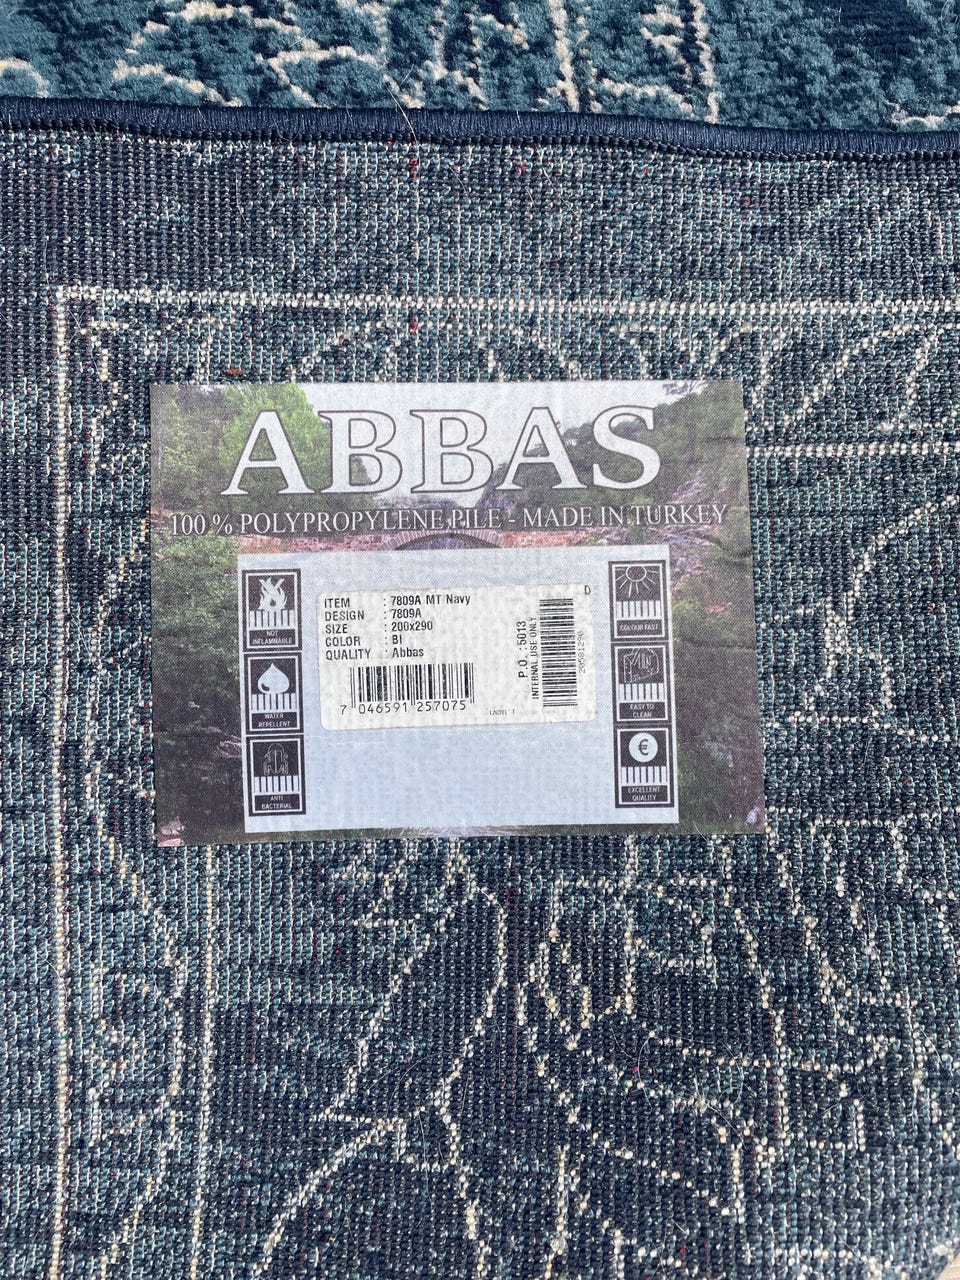 ABBAS
100 % POLYPROPYLENE PILE - MADE IN TURKEY
NOT
INFLAMMABLE
WATER
REPELLENT
ANTI
BACTERIAL
ITEM : 7809A MT Navy
DESIGN : 7809A
SIZE : 200x290
COLOR : BI
QUALITY : Abbas
7 046591 257075
D
P.O. :5013
INTERNAL USE ONLY
20581290
COLOUR FAST
EASY TO
CLEAN
€
EXCELLENT
QUALITY